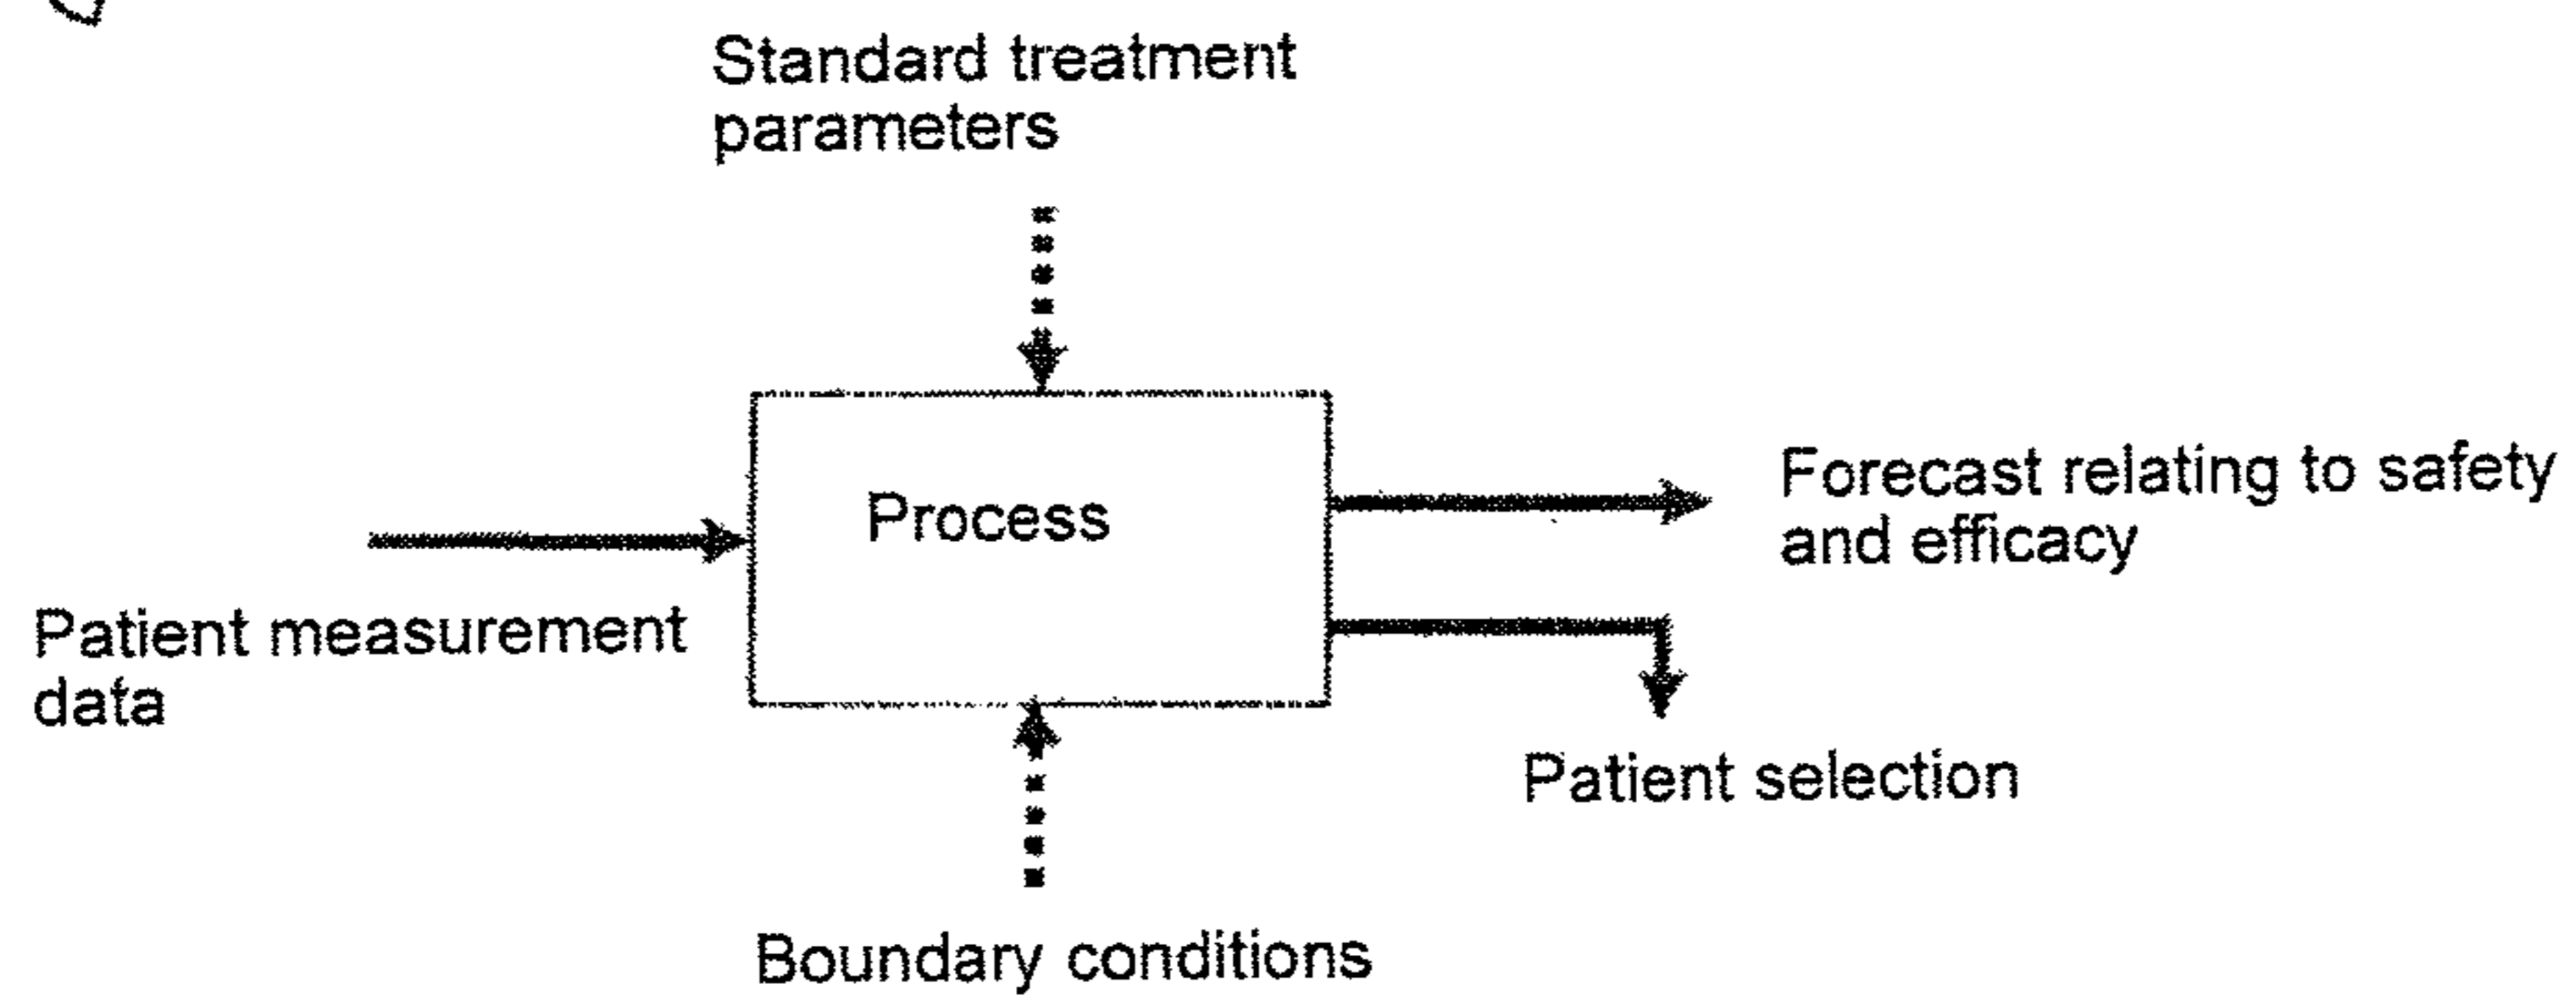 Standard treatment
parameters
Process
Forecast relating to safety
and efficacy
Patient measurement
data
Patient selection
Boundary conditions